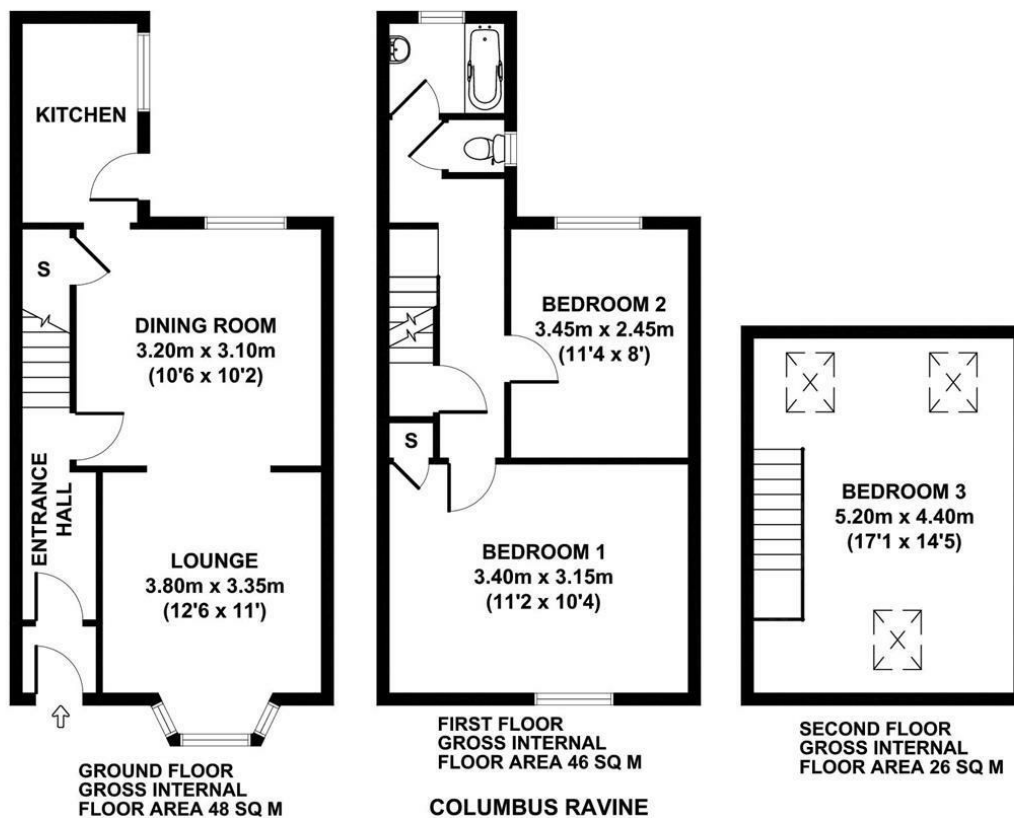 KITCHEN
S
DINING ROOM
3.20m x 3.10m
(10'6 x 10'2)
ENTRANCE
HALL
LOUNGE
3.80m x 3.35m
(12'6 x 11')
GROUND FLOOR
GROSS INTERNAL
FLOOR AREA 48 SQ M
BEDROOM 2
3.45m x 2.45m
(11'4 x 8')
S
BEDROOM 1
3.40m x 3.15m
(11'2 x 10'4)
FIRST FLOOR
GROSS INTERNAL
FLOOR AREA 46 SQ M
BEDROOM 3
5.20m x 4.40m
(17'1 x 14'5)
SECOND FLOOR
GROSS INTERNAL
FLOOR AREA 26 SQ M
COLUMBUS RAVINE